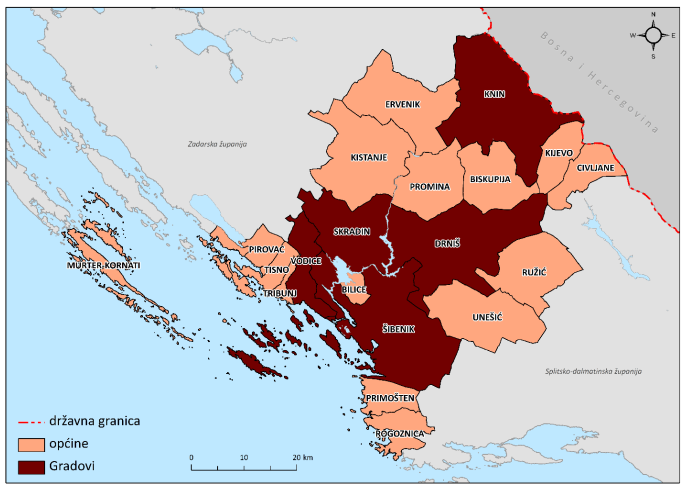 N
W E
S
Bosna i Hercegovina
KNIN
ERVENIK
Zadarska županija
KISTANJE
KIJEVO
CIVLJANE
PROMINA
BISKUPIJA
SKRADIN
DRNIŠ
PIROVAC
VODICE
MURTER-KORNATI
TISNO
RUŽIĆ
TRIBUNJ
BILICE
UNEŠIĆ
ŠIBENIK
Splitsko-dalmatinska županija
PRIMOŠTEN
ROGOZNICA
državna granica
općine
Gradovi
0 10 20 km